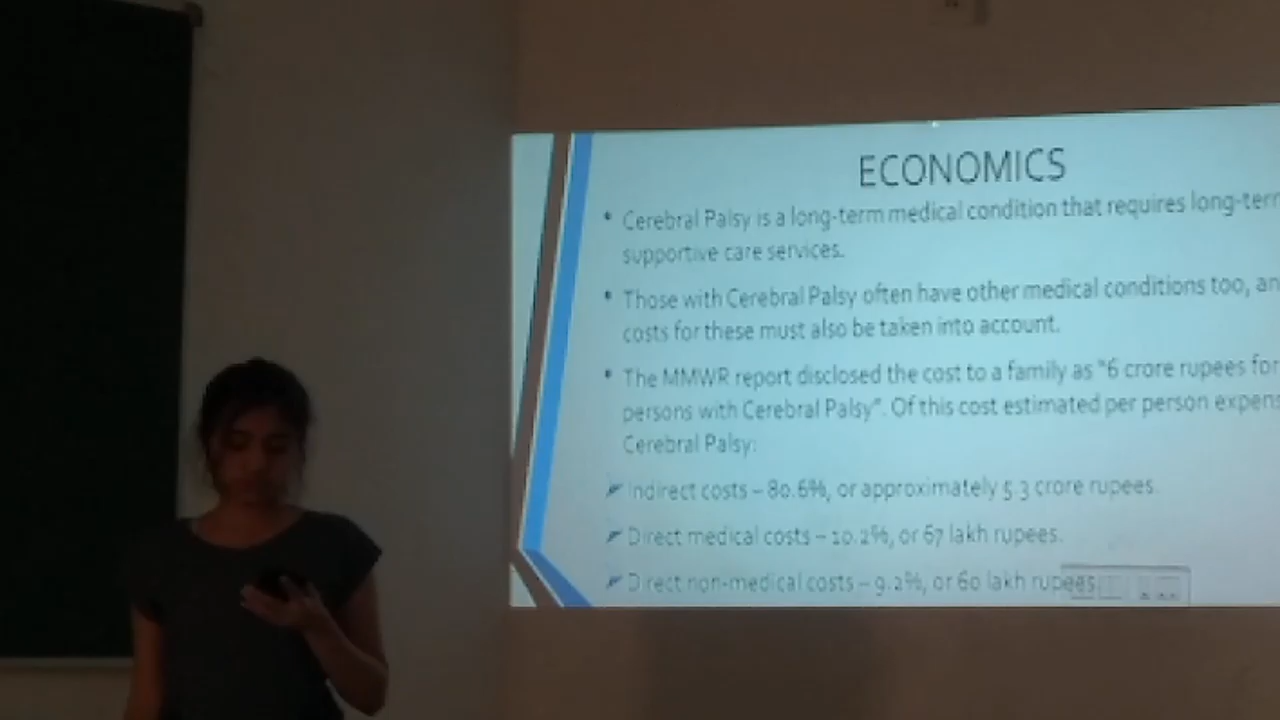 ECONOMICS
• Cerebral Palsy is a long-term medical condition that requires long-term
supportive care services.
• Those with Cerebral Palsy often have other medical conditions too, an
costs for these must also be taken into account.
• The MMWR report disclosed the cost to a family as "6 crore rupees for
persons with Cerebral Palsy". Of this cost estimated per person expens
Cerebral Palsy:
➤ Indirect costs – 80.6%, or approximately 5.3 crore rupees.
➤ Direct medical costs – 10.2%, or 67 lakh rupees.
➤ Direct non-medical costs – 9.2%, or 60 lakh rupees